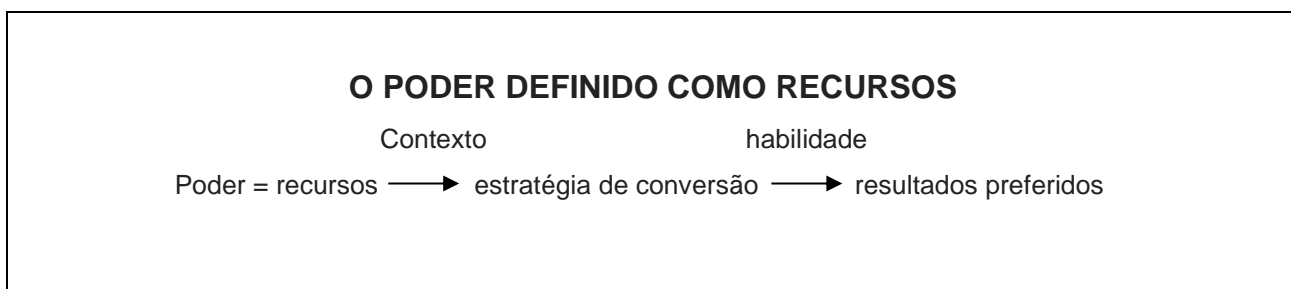 O PODER DEFINIDO COMO RECURSOS
Contexto habilidade
Poder = recursos → estratégia de conversão → resultados preferidos